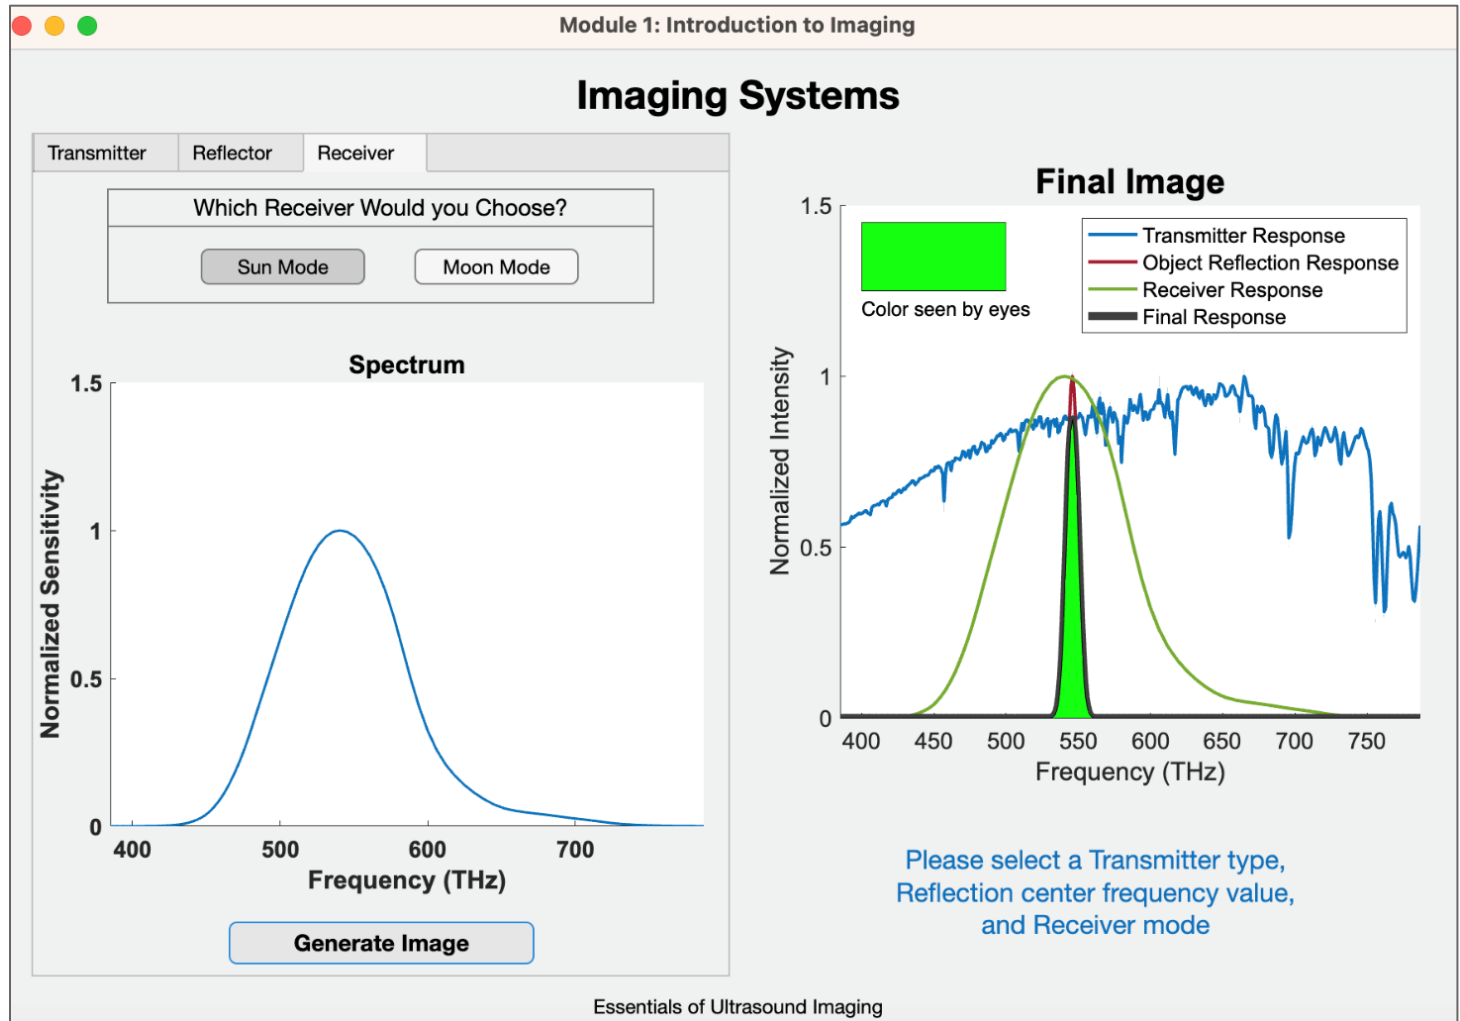 Module 1: Introduction to Imaging
Imaging Systems
Transmitter
Reflector
Receiver
Which Receiver Would you Choose?
Sun Mode
Moon Mode
Spectrum
1.5
1
0.5
0
Normalized Sensitivity
400
500
600
700
Frequency (THz)
Generate Image
Final Image
1.5
1
0.5
0
Normalized Intensity
Color seen by eyes
Transmitter Response
Object Reflection Response
Receiver Response
Final Response
400
450
500
550
600
650
700
750
Frequency (THz)
Please select a Transmitter type,
Reflection center frequency value,
and Receiver mode
Essentials of Ultrasound Imaging